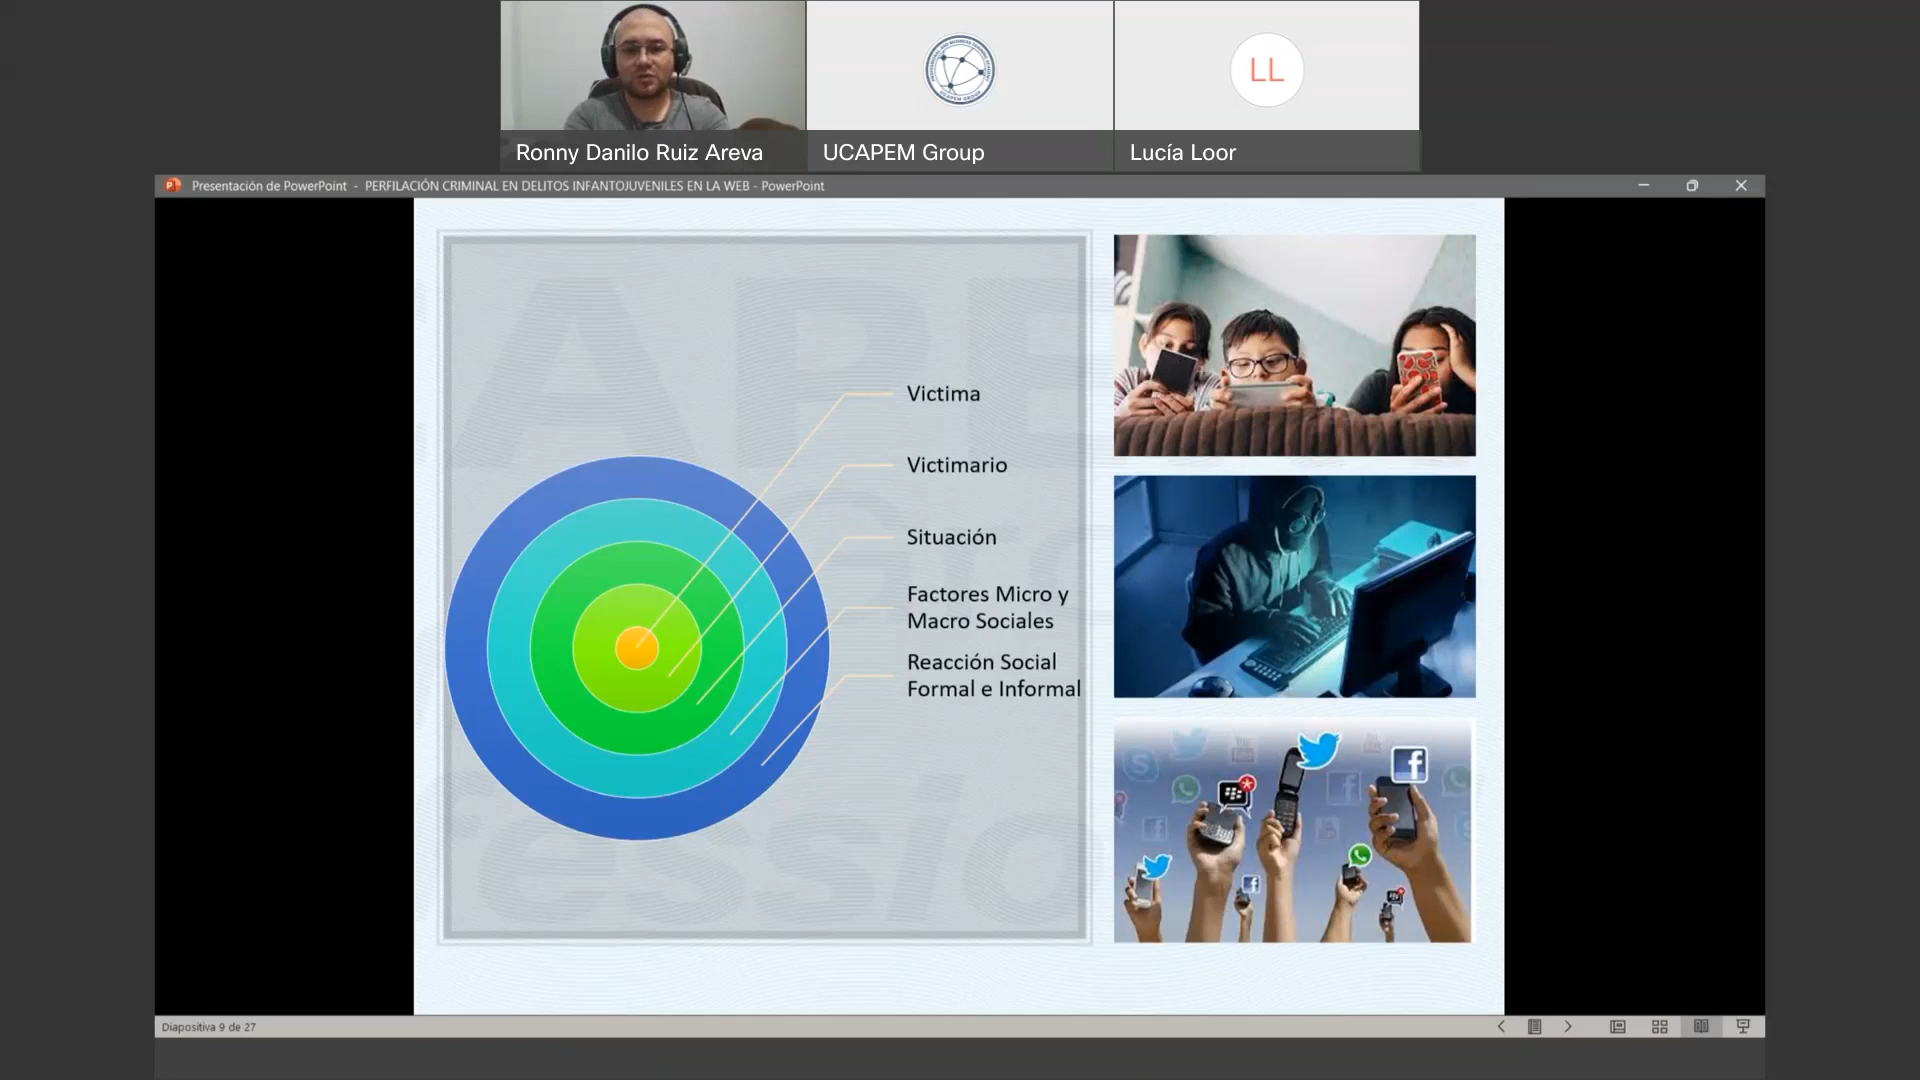 LL
Ronny Danilo Ruiz Areva
UCAPEM Group
Lucía Loor
Presentación de PowerPoint - PERFILACIÓN CRIMINAL EN DELITOS INFANTOJUVENILES EN LA WEB - PowerPoint
Victima
Victimario
Situación
Factores Micro y
Macro Sociales
Reacción Social
Formal e Informal
Diapositiva 9 de 27